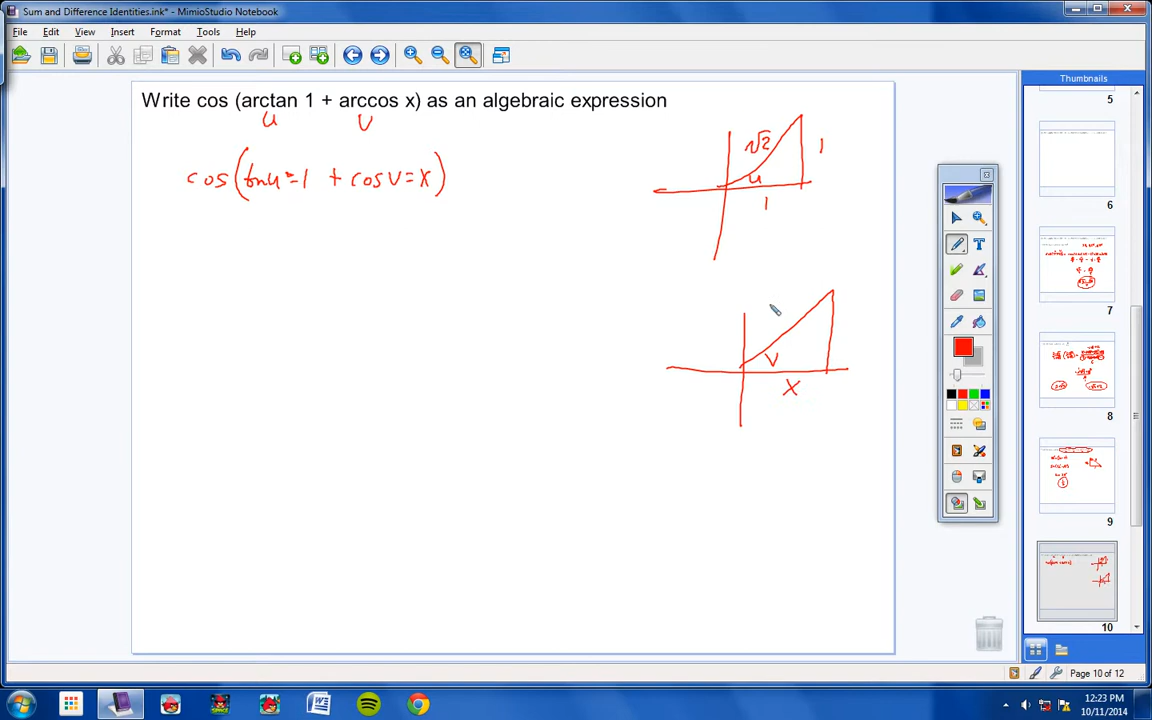 Sum and Difference Identities.ink* - MimioStudio Notebook
File Edit View Insert Format Tools Help
Write cos (arctan 1 + arccos x) as an algebraic expression
u v
cos(tan u = 1 + cos v = x)
√2 1
u
1
v
x
T
Thumbnails
5
6
7
8
9
10
Page 10 of 12
12:23 PM
10/11/2014